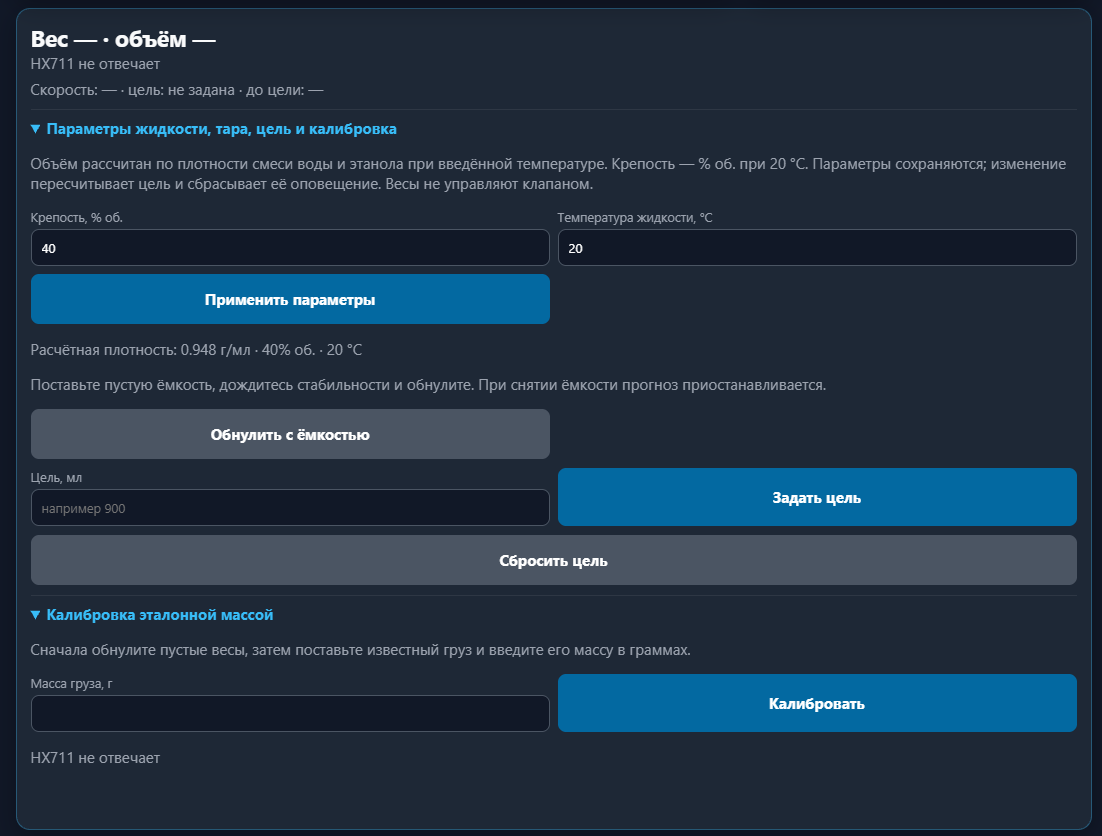 Вес — · объём —
HX711 не отвечает
Скорость: — · цель: не задана · до цели: —
▼ Параметры жидкости, тара, цель и калибровка
Объём рассчитан по плотности смеси воды и этанола при введённой температуре. Крепость — % об. при 20 °C. Параметры сохраняются; изменение
пересчитывает цель и сбрасывает её оповещение. Весы не управляют клапаном.
Крепость, % об.
Температура жидкости, °C
40
20
Применить параметры
Расчётная плотность: 0.948 г/мл · 40% об. · 20 °C
Поставьте пустую ёмкость, дождитесь стабильности и обнулите. При снятии ёмкости прогноз приостанавливается.
Обнулить с ёмкостью
Цель, мл
например 900
Задать цель
Сбросить цель
▼ Калибровка эталонной массой
Сначала обнулите пустые весы, затем поставьте известный груз и введите его массу в граммах.
Масса груза, г
Калибровать
HX711 не отвечает